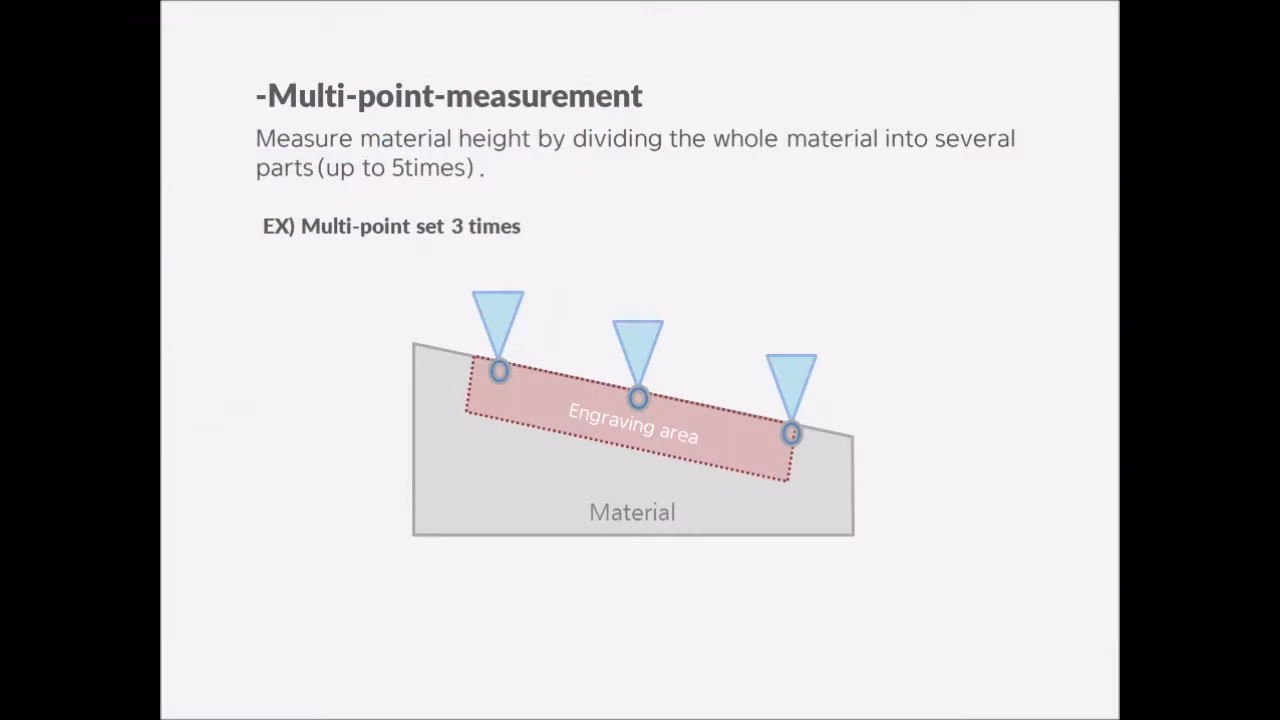 -Multi-point-measurement
Measure material height by dividing the whole material into several
parts(up to 5times).
EX) Multi-point set 3 times
Engraving area
Material